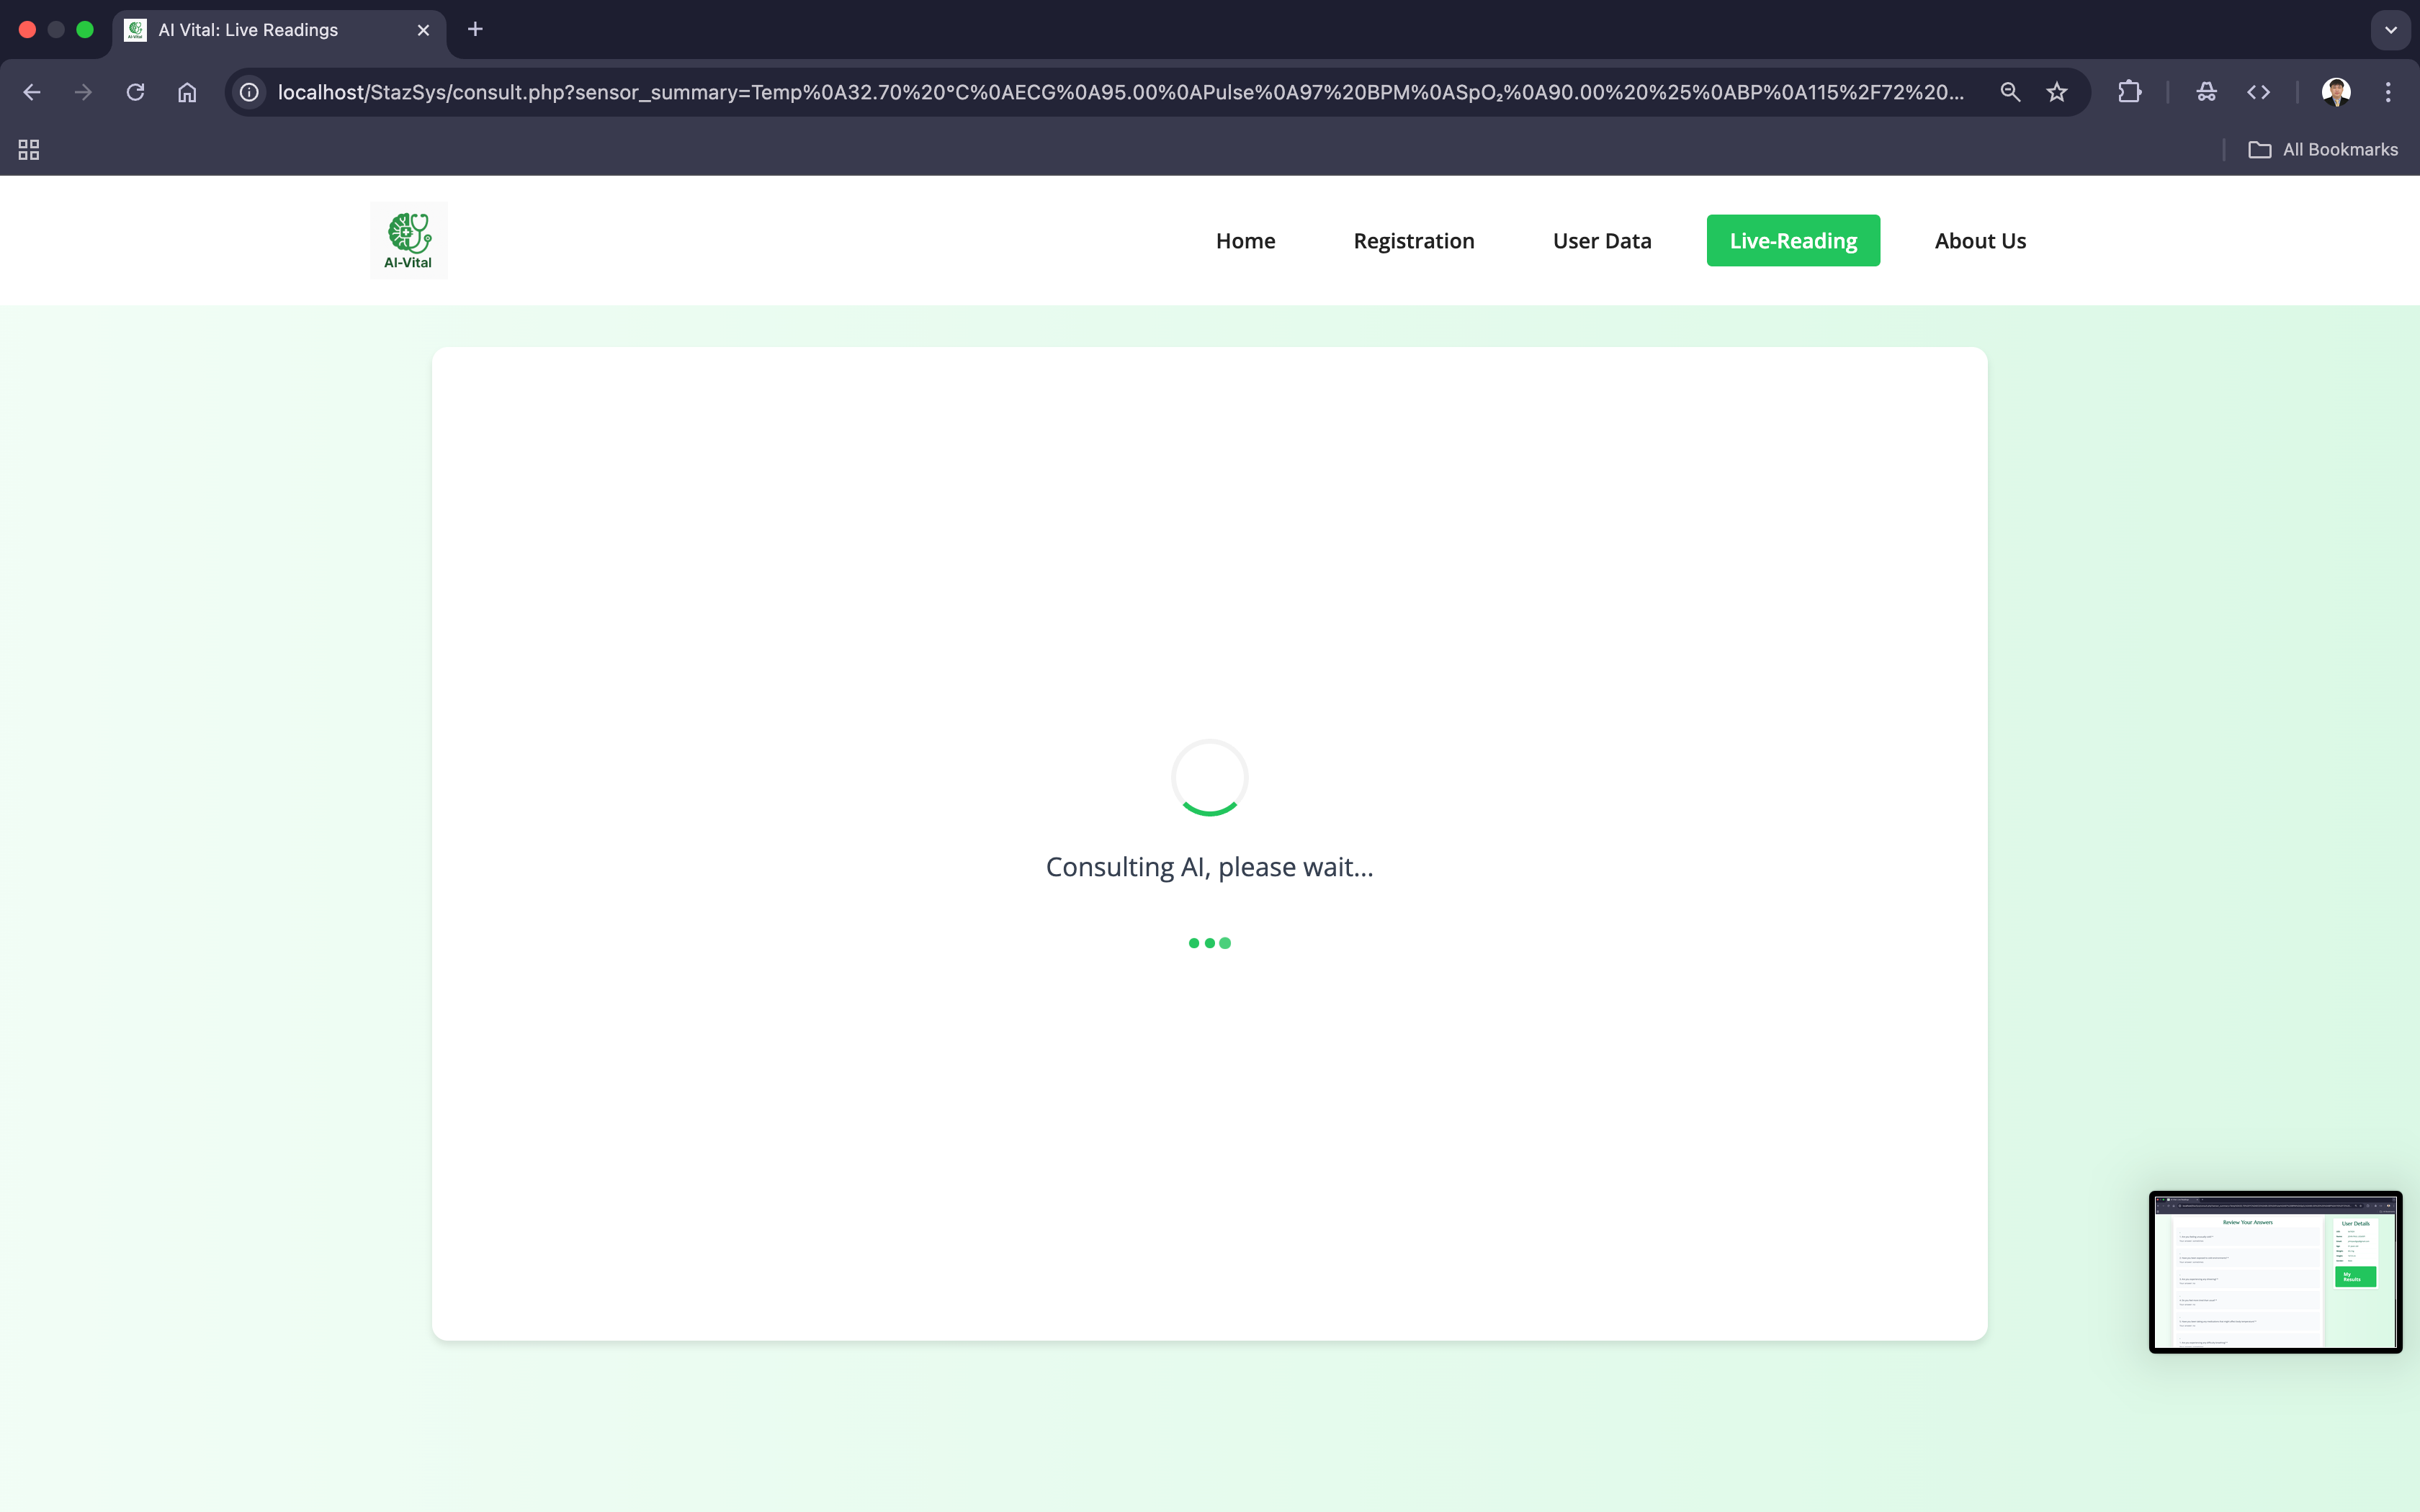 AI Vital: Live Readings
localhost/StazSys/consult.php?sensor_summary=Temp%0A32.70%20°C%0AECG%0A95.00%0APulse%0A97%20BPM%0ASpO₂%0A90.00%20%25%0ABP%0A115%2F72%20...
All Bookmarks
AI-Vital
Home
Registration
User Data
Live-Reading
About Us
Consulting AI, please wait...
Review Your Answers
User Details
My
Results